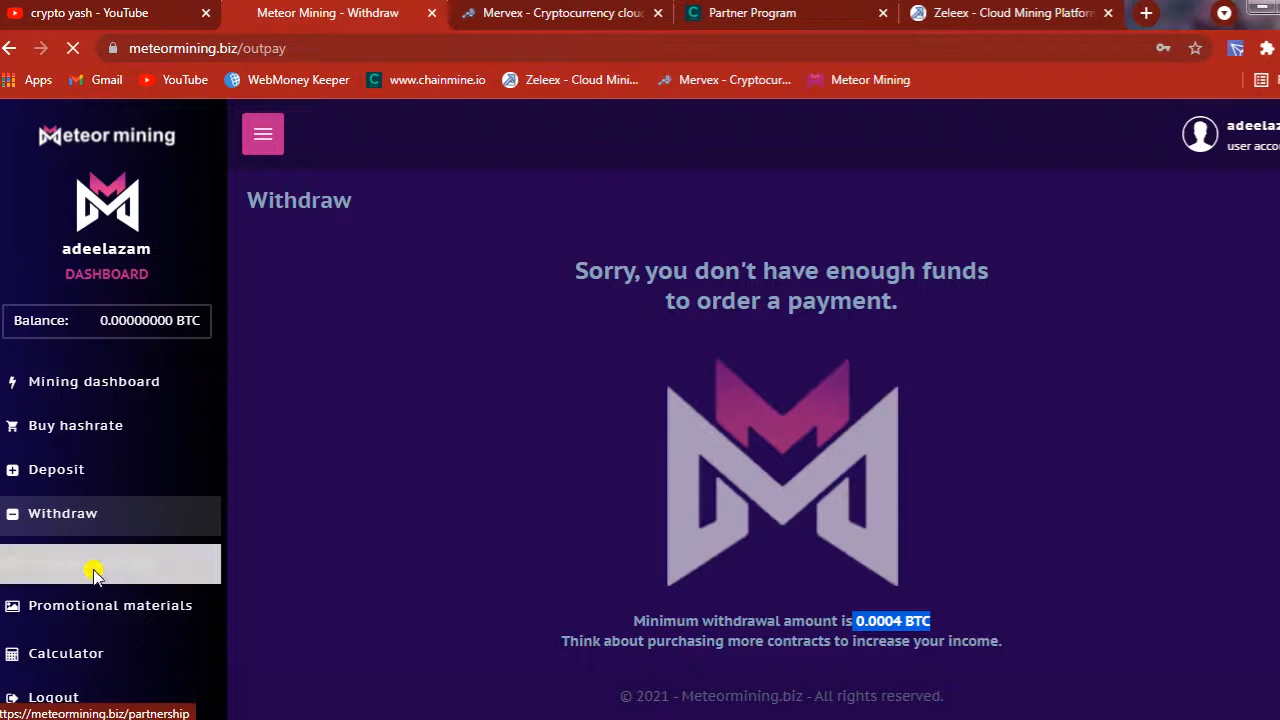 crypto yash - YouTube
Meteor Mining - Withdraw
Mervex - Cryptocurrency clou
Partner Program
Zeleex - Cloud Mining Platform
meteormining.biz/outpay
Apps
Gmail
YouTube
WebMoney Keeper
www.chainmine.io
Zeleex - Cloud Mini...
Mervex - Cryptocur...
Meteor Mining
Meteor mining
adeelaz
user acco
adeelazam
DASHBOARD
Balance: 0.00000000 BTC
Mining dashboard
Buy hashrate
Deposit
Withdraw
Promotional materials
Calculator
Logout
ttps://meteormining.biz/partnership
Withdraw
Sorry, you don't have enough funds
to order a payment.
Minimum withdrawal amount is 0.0004 BTC
Think about purchasing more contracts to increase your income.
© 2021 - Meteormining.biz - All rights reserved.